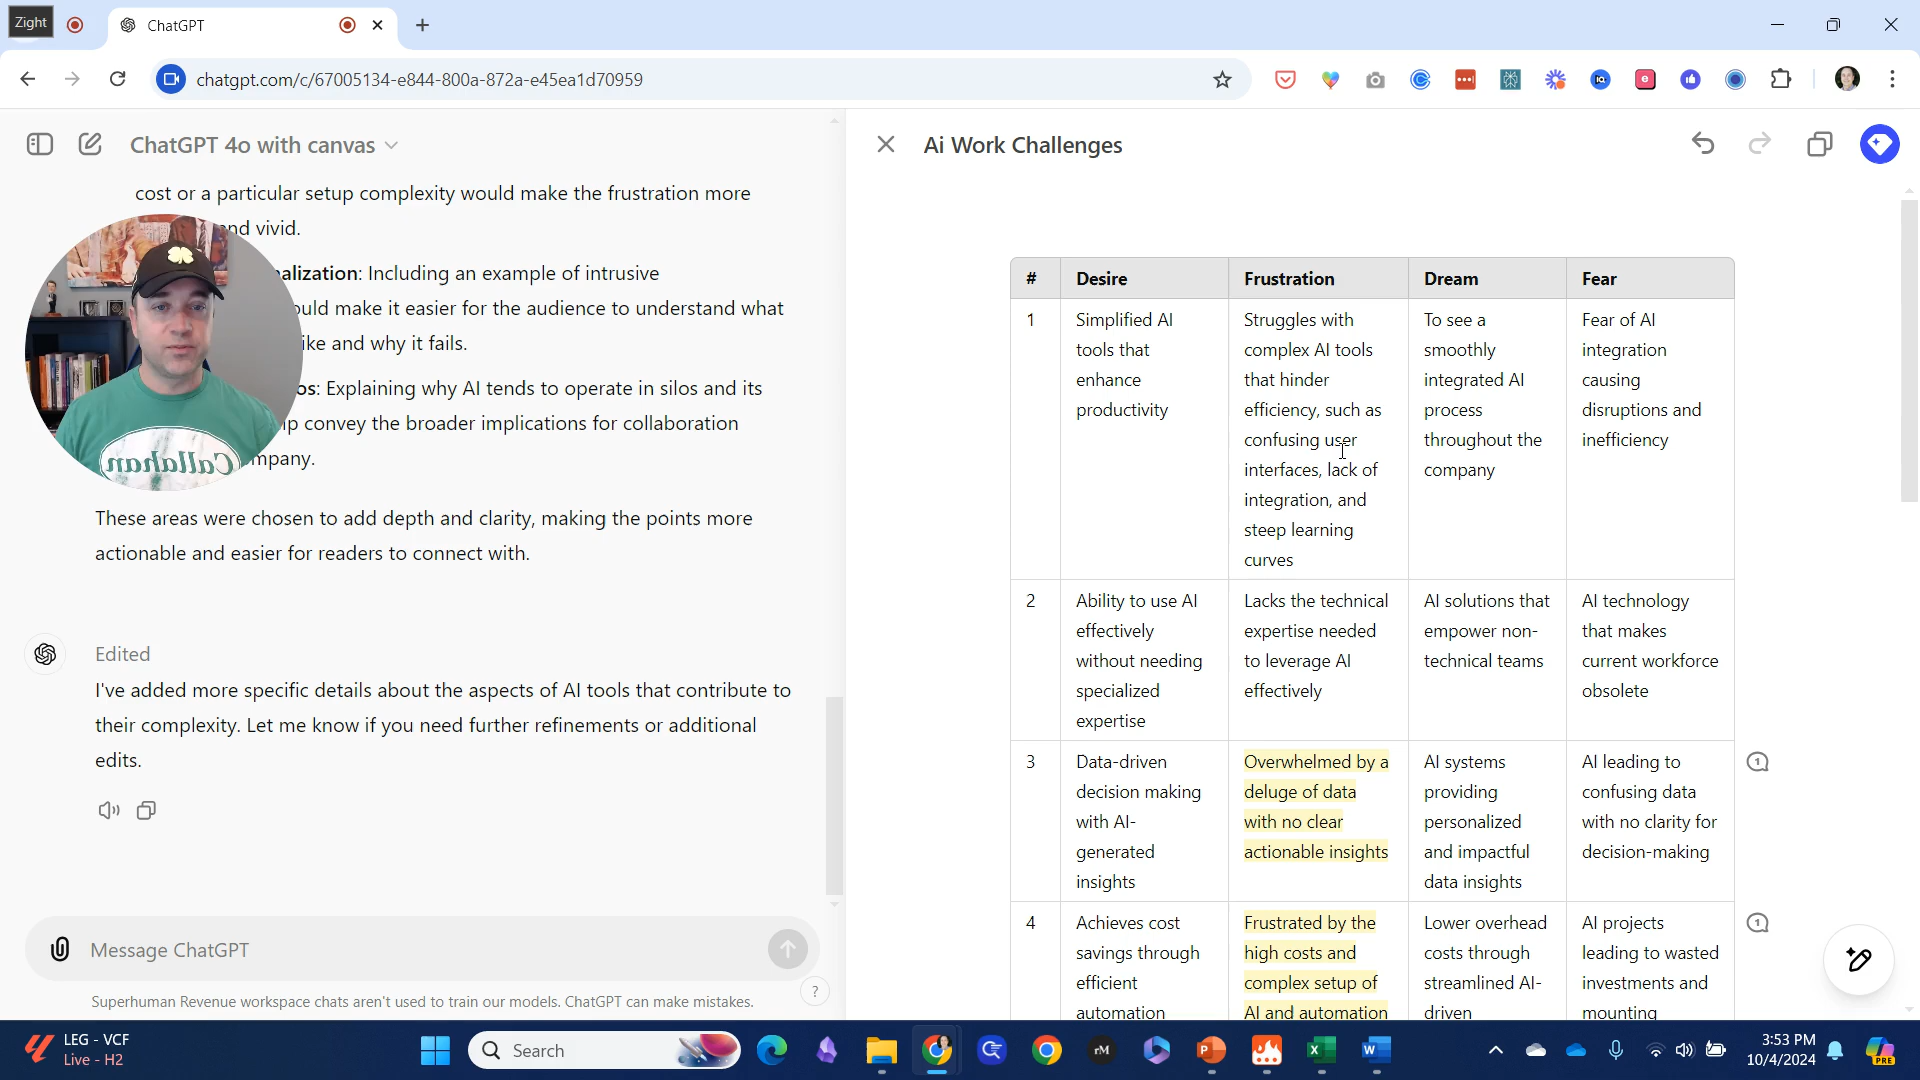 Zight
ChatGPT
chatgpt.com/c/67005134-e844-800a-872a-e45ea1d70959
ChatGPT 4o with canvas
cost or a particular setup complexity would make the frustration more
and vivid.
alization: Including an example of intrusive
ould make it easier for the audience to understand what
ike and why it fails.
os: Explaining why AI tends to operate in silos and its
lp convey the broader implications for collaboration
mpany.
These areas were chosen to add depth and clarity, making the points more
actionable and easier for readers to connect with.
Edited
I've added more specific details about the aspects of AI tools that contribute to
their complexity. Let me know if you need further refinements or additional
edits.
Message ChatGPT
?
Superhuman Revenue workspace chats aren't used to train our models. ChatGPT can make mistakes.
Callahan
Ai Work Challenges
# Desire Frustration Dream Fear
1
Simplified AI
tools that
enhance
productivity
Struggles with
complex AI tools
that hinder
efficiency, such as
confusing user
interfaces, lack of
integration, and
steep learning
curves
To see a
smoothly
integrated AI
process
throughout the
company
Fear of AI
integration
causing
disruptions and
inefficiency
2
Ability to use AI
effectively
without needing
specialized
expertise
Lacks the technical
expertise needed
to leverage AI
effectively
AI solutions that
empower non-
technical teams
AI technology
that makes
current workforce
obsolete
3
Data-driven
decision making
with AI-
generated
insights
Overwhelmed by a
deluge of data
with no clear
actionable insights
AI systems
providing
personalized
and impactful
data insights
AI leading to
confusing data
with no clarity for
decision-making
1
4
Achieves cost
savings through
efficient
automation
Frustrated by the
high costs and
complex setup of
AI and automation
Lower overhead
costs through
streamlined AI-
driven
AI projects
leading to wasted
investments and
mounting
1
LEG - VCF
Live - H2
Search
rM
3:53 PM
10/4/2024
PRE